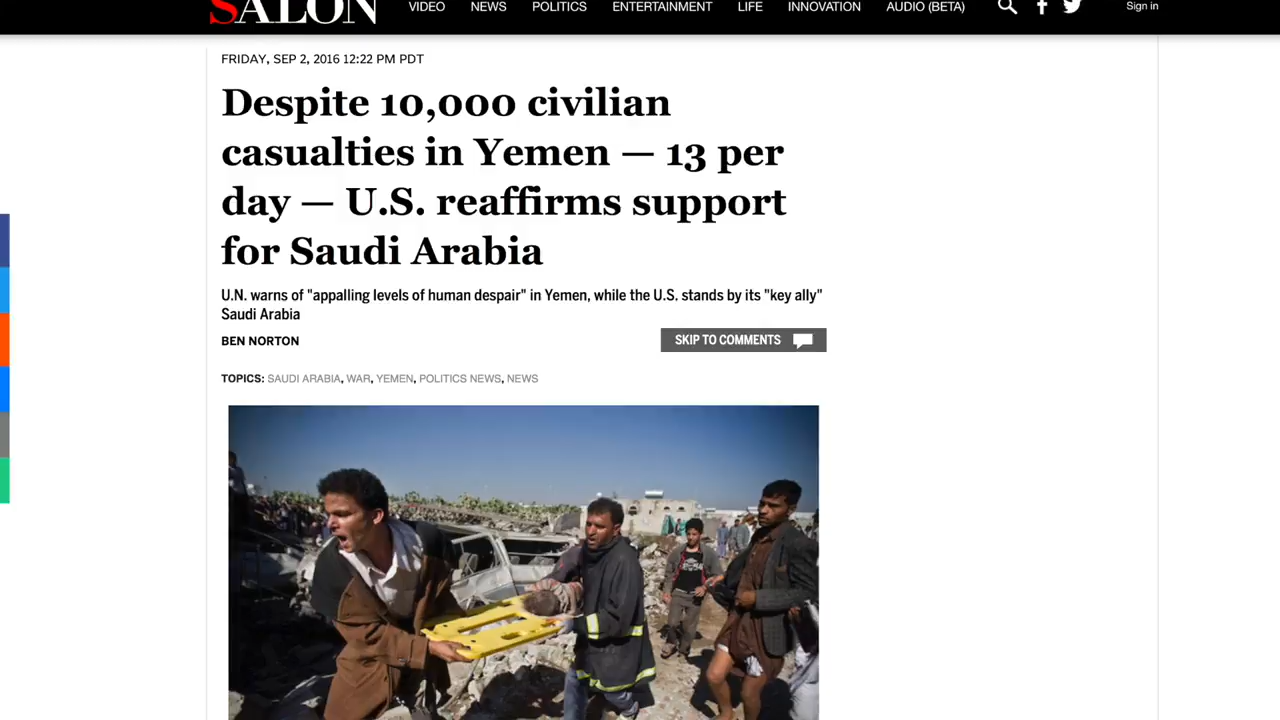 SALON
VIDEO NEWS POLITICS ENTERTAINMENT LIFE INNOVATION AUDIO (BETA) Sign in
FRIDAY, SEP 2, 2016 12:22 PM PDT
Despite 10,000 civilian
casualties in Yemen — 13 per
day — U.S. reaffirms support
for Saudi Arabia
U.N. warns of "appalling levels of human despair" in Yemen, while the U.S. stands by its "key ally"
Saudi Arabia
BEN NORTON
SKIP TO COMMENTS
TOPICS: SAUDI ARABIA, WAR, YEMEN, POLITICS NEWS, NEWS